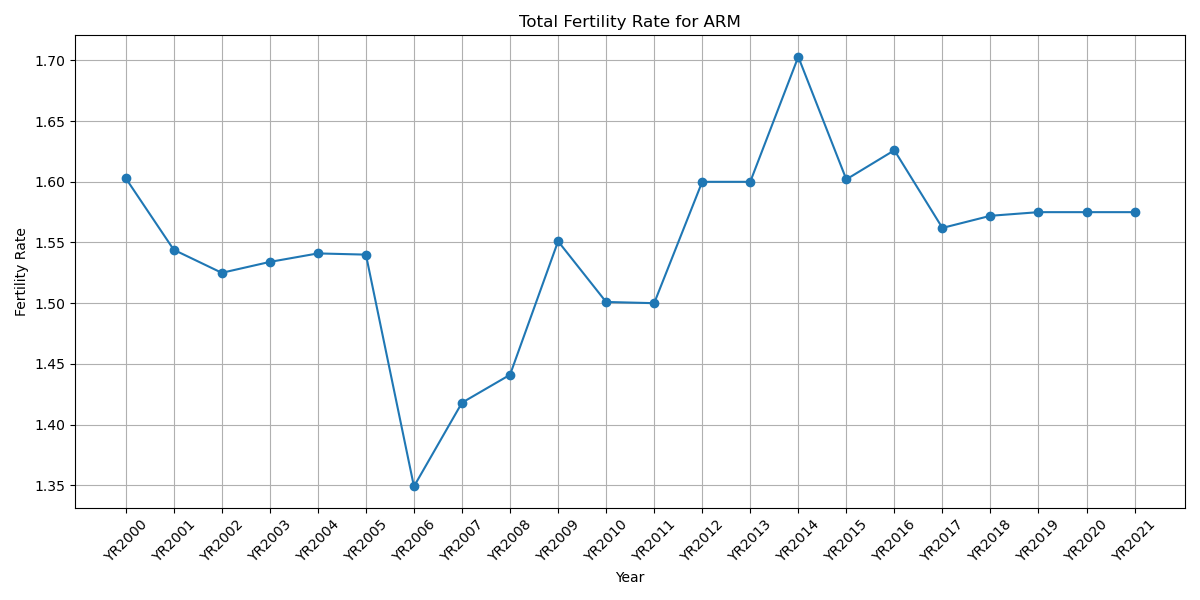 Total Fertility Rate for ARM
Fertility Rate
1.70
1.65
1.60
1.55
1.50
1.45
1.40
1.35
YR2000
YR2001
YR2002
YR2003
YR2004
YR2005
YR2006
YR2007
YR2008
YR2009
YR2010
YR2011
YR2012
YR2013
YR2014
YR2015
YR2016
YR2017
YR2018
YR2019
YR2020
YR2021
Year